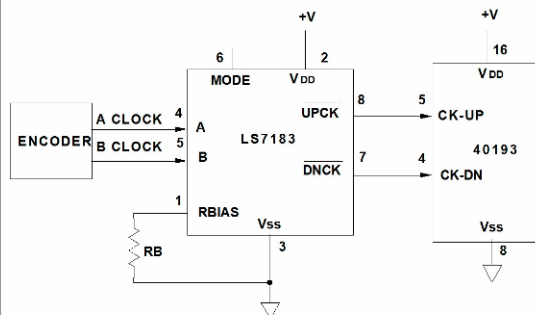 +V
+V
6
2
16
MODE
VDD
VDD
8
5
UPCK
CK-UP
A CLOCK
4
A
ENCODER
LS7183
40193
B CLOCK
5
B
7
4
DNCK
CK-DN
1
RBIAS
Vss
Vss
3
8
RB